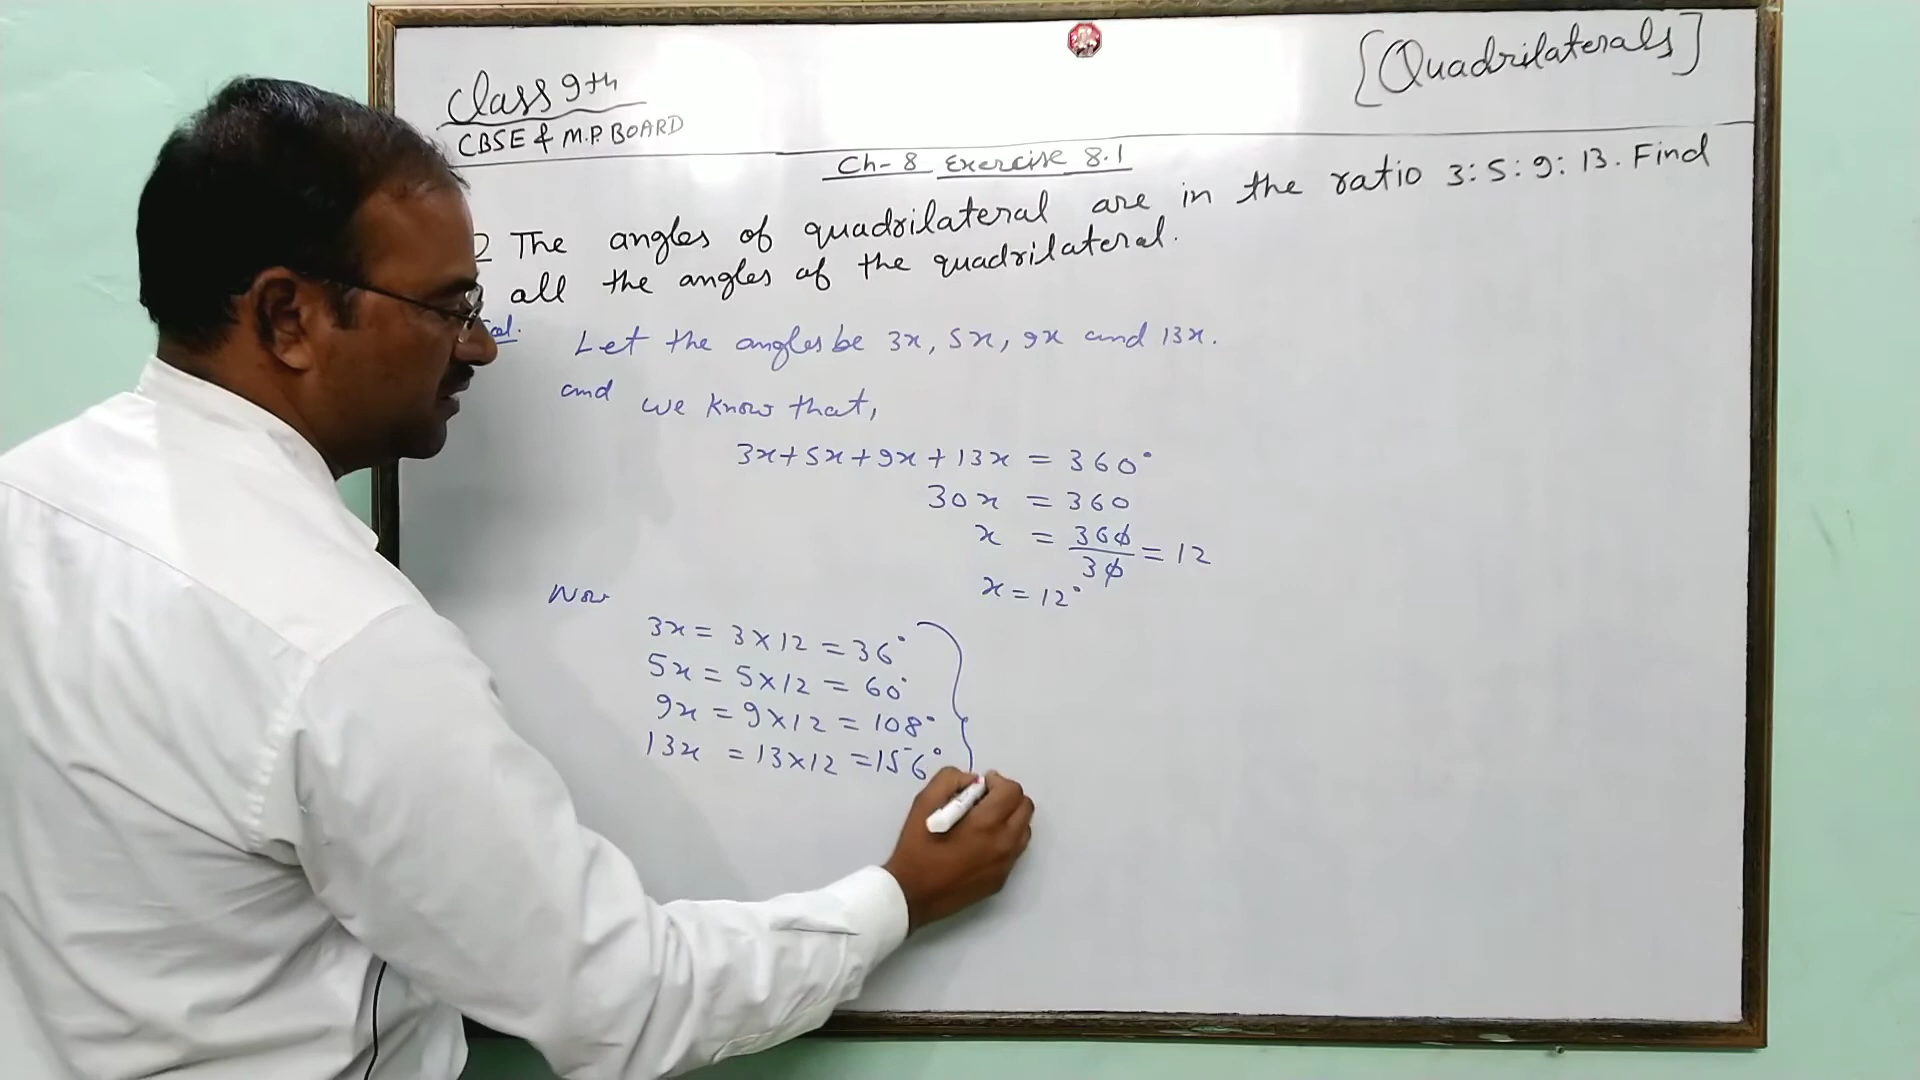 Class 9th
CBSE & M.P. BOARD
[Quadrilaterals]
Ch-8 Exercise 8.1
The angles of quadrilateral are in the ratio 3:5:9:13. Find
all the angles of the quadrilateral.
Let the angles be 3x, 5x, 9x and 13x.
and we know that,
3x+5x+9x+13x = 360°
30x = 360
x = 360/30 = 12
x = 12°
Now
3x = 3×12 = 36°
5x = 5×12 = 60°
9x = 9×12 = 108°
13x = 13×12 = 156°